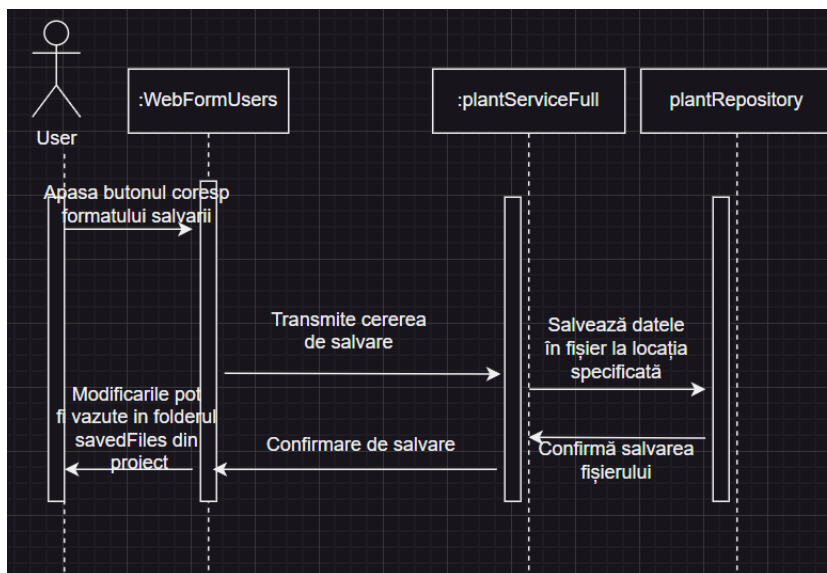 :WebFormUsers
:plantServiceFull
plantRepository
User
Apasa butonul coresp
formatului salvarii
Transmite cererea
de salvare
Salvează datele
în fișier la locația
specificată
Modificarile pot
fi vazute in folderul
savedFiles din
proiect
Confirmare de salvare
Confirmă salvarea
fișierului